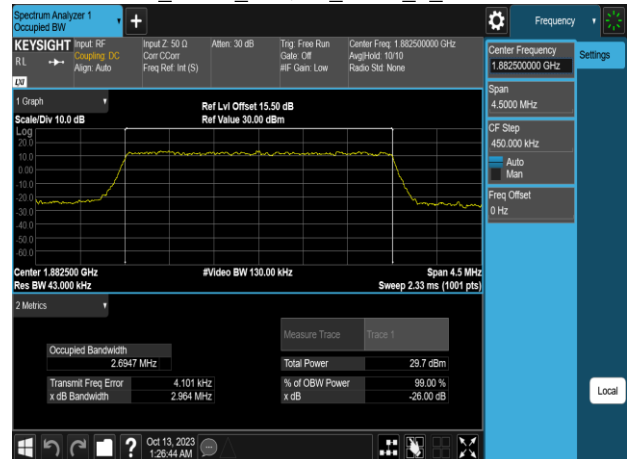 Spectrum Analyzer 1
Occupied BW
Frequency
KEYSIGHT
Input: RF
Input Z: 50 Ω
Atten: 30 dB
Trig: Free Run
Center Freq: 1.882500000 GHz
RL
Coupling: DC
Corr CCorr
Gate: Off
Avg|Hold: 10/10
Align: Auto
Freq Ref: Int (S)
#IF Gain: Low
Radio Std: None
LXI
Center Frequency
1.882500000 GHz
Settings
Span
4.5000 MHz
CF Step
450.000 kHz
Auto
Man
Freq Offset
0 Hz
Local
1 Graph
Ref Lvl Offset 15.50 dB
Scale/Div 10.0 dB
Ref Value 30.00 dBm
Log
20.0
10.0
0.00
-10.0
-20.0
-30.0
-40.0
-50.0
-60.0
Center 1.882500 GHz
#Video BW 130.00 kHz
Span 4.5 MHz
Res BW 43.000 kHz
Sweep 2.33 ms (1001 pts)
2 Metrics
Measure Trace
Trace 1
Occupied Bandwidth
2.6947 MHz
Total Power
29.7 dBm
Transmit Freq Error
4.101 kHz
% of OBW Power
99.00 %
x dB Bandwidth
2.964 MHz
x dB
-26.00 dB
Oct 13, 2023
1:26:44 AM